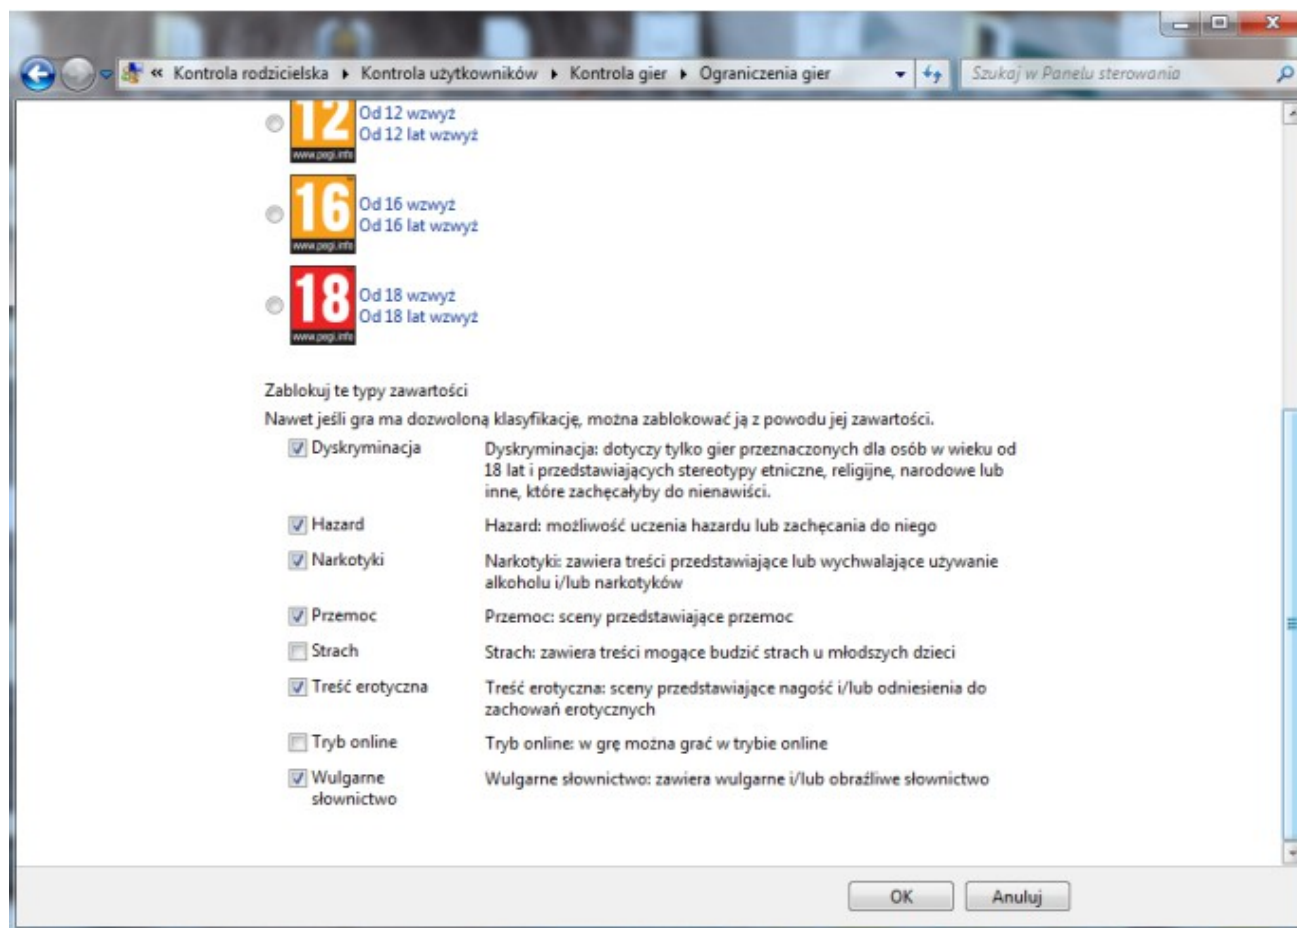 « Kontrola rodzicielska ▸ Kontrola użytkowników ▸ Kontrola gier ▸ Ograniczenia gier
Szukaj w Panelu sterowania
12
www.pegi.info
Od 12 wzwyż
Od 12 lat wzwyż
16
www.pegi.info
Od 16 wzwyż
Od 16 lat wzwyż
18
www.pegi.info
Od 18 wzwyż
Od 18 lat wzwyż
Zablokuj te typy zawartości
Nawet jeśli gra ma dozwoloną klasyfikację, można zablokować ją z powodu jej zawartości.
Dyskryminacja
Dyskryminacja: dotyczy tylko gier przeznaczonych dla osób w wieku od
18 lat i przedstawiających stereotypy etniczne, religijne, narodowe lub
inne, które zachęcałyby do nienawiści.
Hazard
Hazard: możliwość uczenia hazardu lub zachęcania do niego
Narkotyki
Narkotyki: zawiera treści przedstawiające lub wychwalające używanie
alkoholu i/lub narkotyków
Przemoc
Przemoc: sceny przedstawiające przemoc
Strach
Strach: zawiera treści mogące budzić strach u młodszych dzieci
Treść erotyczna
Treść erotyczna: sceny przedstawiające nagość i/lub odniesienia do
zachowań erotycznych
Tryb online
Tryb online: w grę można grać w trybie online
Wulgarne
słownictwo
Wulgarne słownictwo: zawiera wulgarne i/lub obraźliwe słownictwo
OK
Anuluj